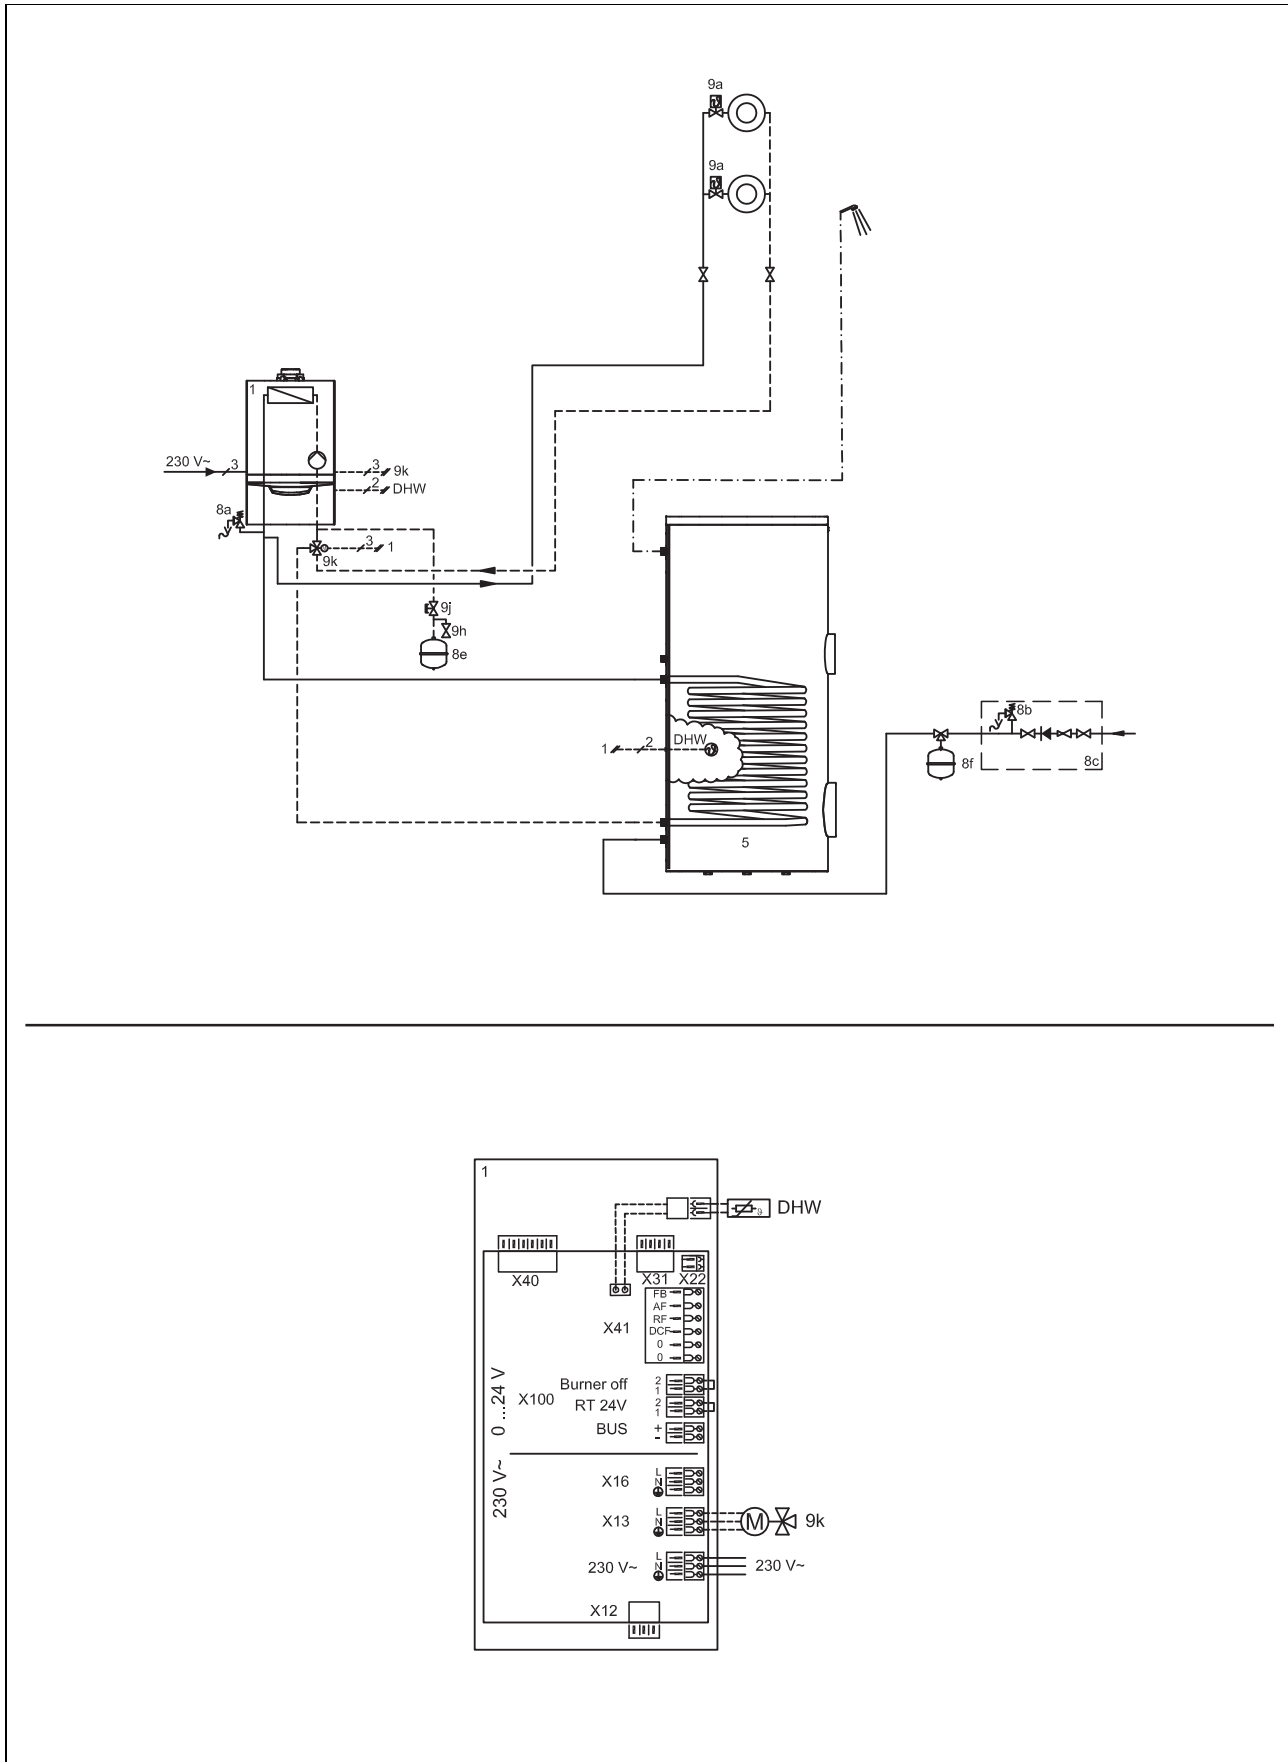 9a
9a
1
230 V~ 3
3 9k
2 DHW
8a
3 1
9k
9j
9h
8e
1 2 DHW
8b
8f
8c
5
1
DHW
X40
X31 X22
FB
AF
X41 RF
DCF
0
0
0 ...24 V
X100
Burner off 2
1
RT 24V 2
1
BUS +
-
230 V~
X16 L
N
X13 L
N
M 9k
230 V~ L
N
230 V~
X12